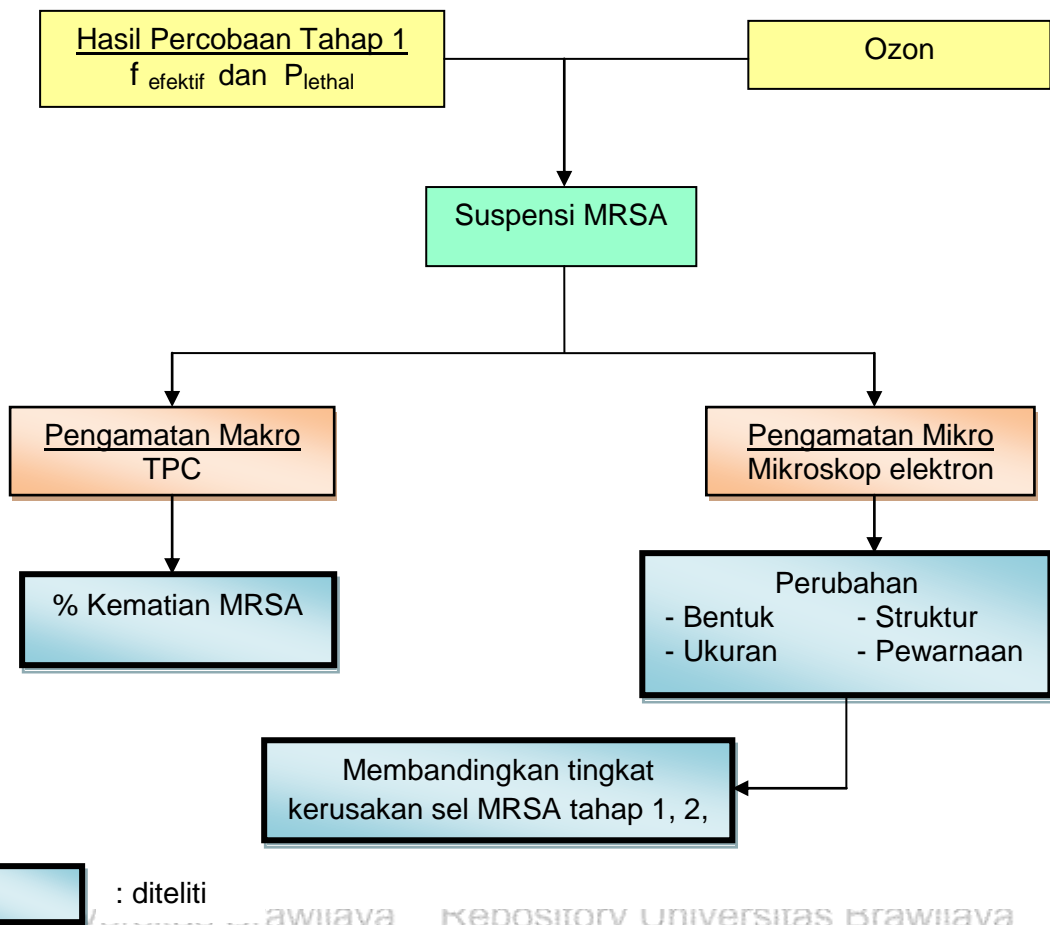 Hasil Percobaan Tahap 1
f efektif dan Plethal
Ozon
Suspensi MRSA
Pengamatan Makro
TPC
Pengamatan Mikro
Mikroskop elektron
% Kematian MRSA
Perubahan
- Bentuk - Struktur
- Ukuran - Pewarnaan
Membandingkan tingkat
kerusakan sel MRSA tahap 1, 2,
: diteliti
Repository Universitas Brawijaya